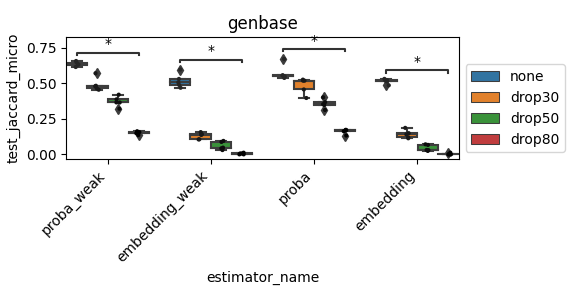 genbase
test_jaccard_micro
0.75
0.50
0.25
0.00
*
*
*
*
proba_weak
embedding_weak
proba
embedding
estimator_name
none
drop30
drop50
drop80